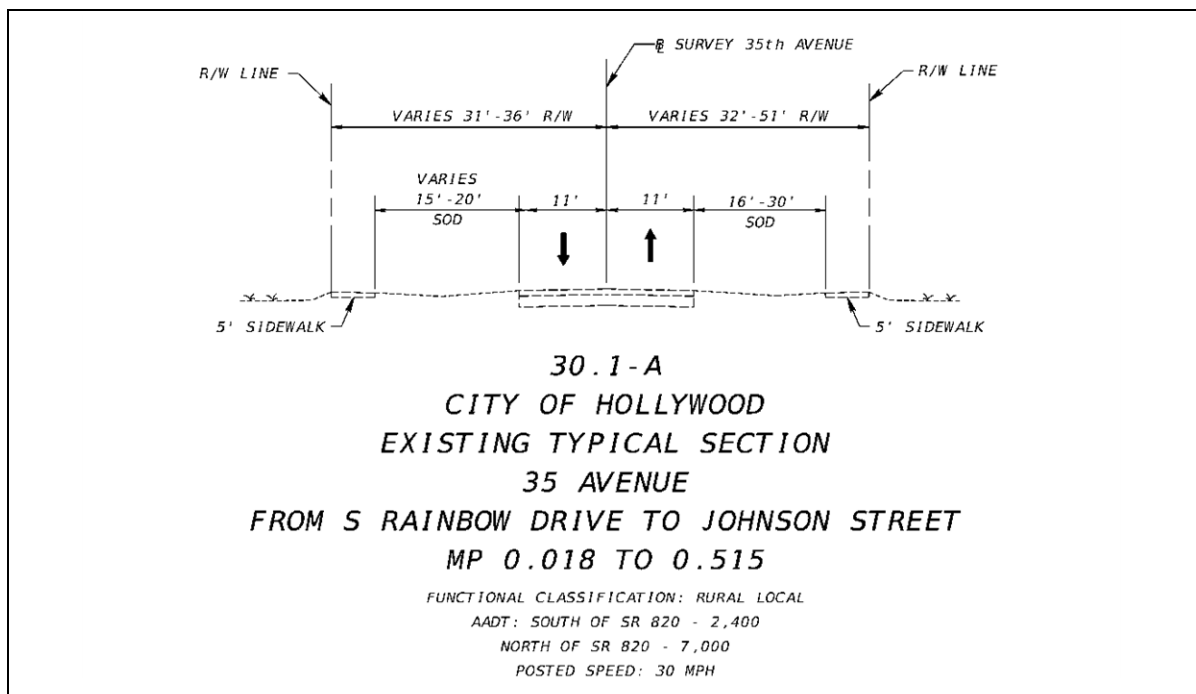 ℄ SURVEY 35th AVENUE
R/W LINE
R/W LINE
VARIES 31'-36' R/W
VARIES 32'-51' R/W
VARIES
15'-20'
SOD
11'
11'
16'-30'
SOD
5' SIDEWALK
5' SIDEWALK
30.1-A
CITY OF HOLLYWOOD
EXISTING TYPICAL SECTION
35 AVENUE
FROM S RAINBOW DRIVE TO JOHNSON STREET
MP 0.018 TO 0.515
FUNCTIONAL CLASSIFICATION: RURAL LOCAL
AADT: SOUTH OF SR 820 - 2,400
NORTH OF SR 820 - 7,000
POSTED SPEED: 30 MPH